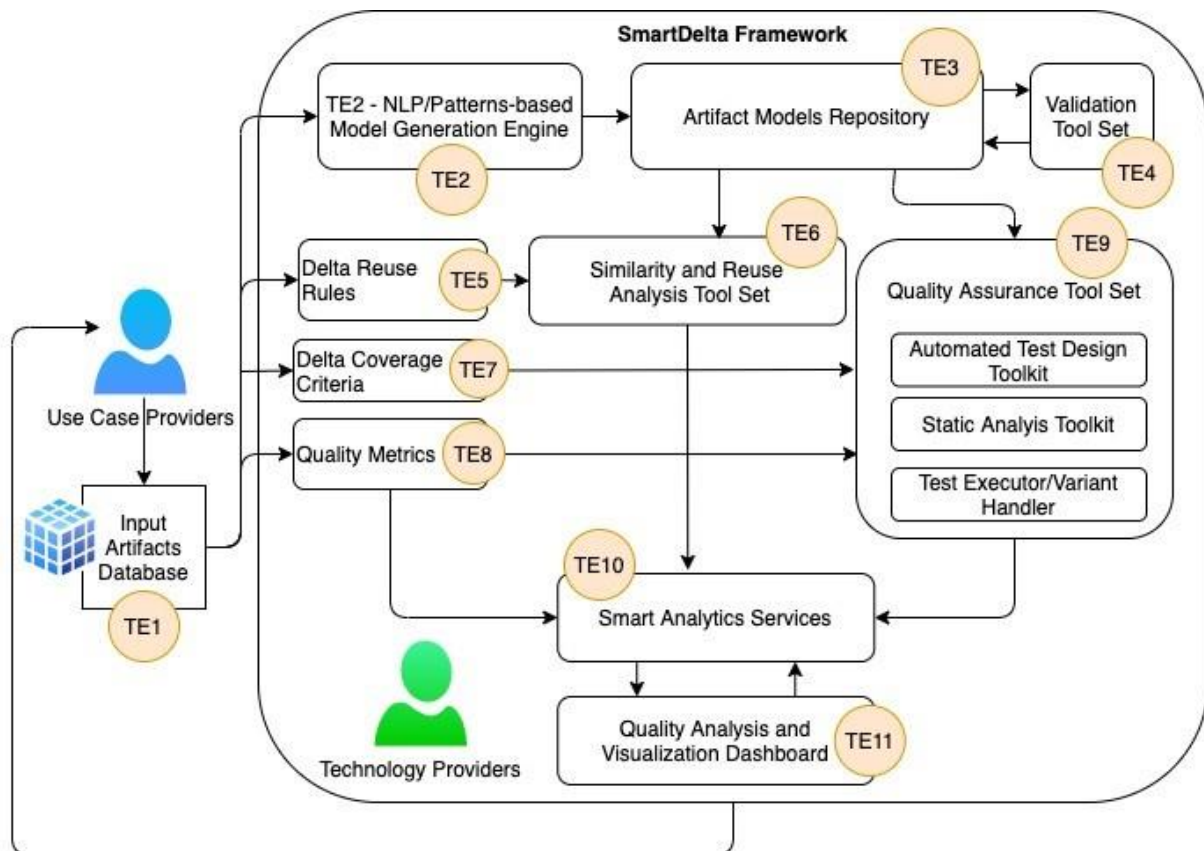 SmartDelta Framework
TE2 - NLP/Patterns-based
Model Generation Engine
TE2
Artifact Models Repository
TE3
Validation
Tool Set
TE4
Delta Reuse
Rules
TE5
Similarity and Reuse
Analysis Tool Set
TE6
TE9
Quality Assurance Tool Set
Automated Test Design
Toolkit
Static Analyis Toolkit
Test Executor/Variant
Handler
Use Case Providers
Delta Coverage
Criteria
TE7
Quality Metrics
TE8
Input
Artifacts
Database
TE1
TE10
Smart Analytics Services
Quality Analysis and
Visualization Dashboard
TE11
Technology Providers